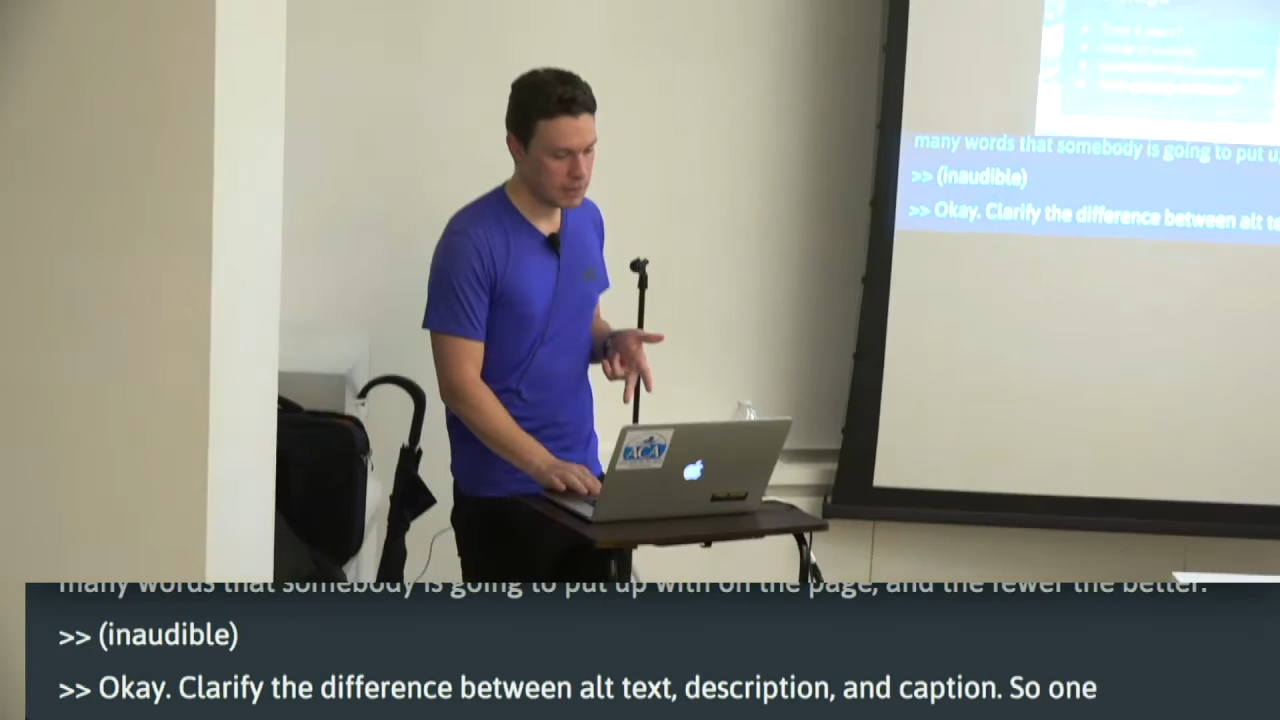 many words that somebody is going to put u
>> (inaudible)
>> Okay. Clarify the difference between alt te
ACA
many words that somebody is going to put up with on the page, and the fewer the better.
>> (inaudible)
>> Okay. Clarify the difference between alt text, description, and caption. So one